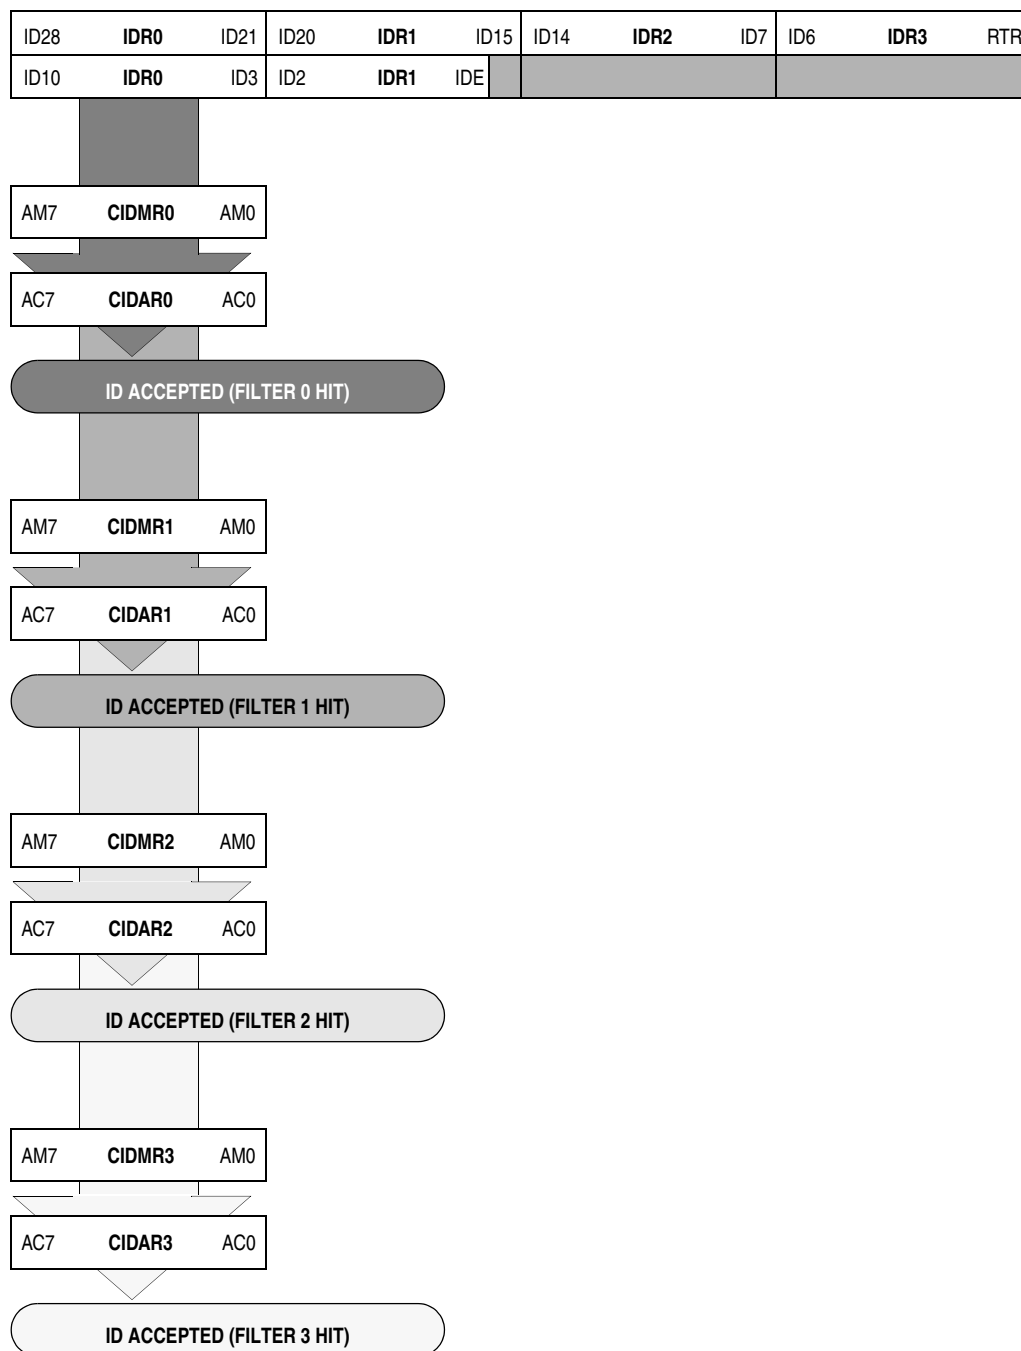 ID28 IDR0 ID21 ID20 IDR1 ID15 ID14 IDR2 ID7 ID6 IDR3 RTR
ID10 IDR0 ID3 ID2 IDR1 IDE
AM7 CIDMR0 AM0
AC7 CIDAR0 AC0
ID ACCEPTED (FILTER 0 HIT)
AM7 CIDMR1 AM0
AC7 CIDAR1 AC0
ID ACCEPTED (FILTER 1 HIT)
AM7 CIDMR2 AM0
AC7 CIDAR2 AC0
ID ACCEPTED (FILTER 2 HIT)
AM7 CIDMR3 AM0
AC7 CIDAR3 AC0
ID ACCEPTED (FILTER 3 HIT)